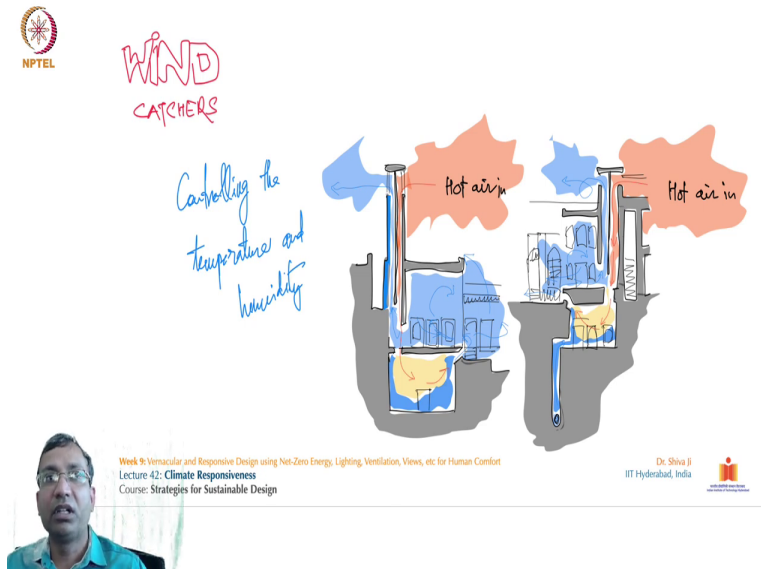 NPTEL
WiND
CATCHERS
Controlling the
temperature and
humidity
Hot air in
Hot air in
Week 9: Vernacular and Responsive Design using Net-Zero Energy, Lighting, Ventilation, Views, etc for Human Comfort
Lecture 42: Climate Responsiveness
Course: Strategies for Sustainable Design
Dr. Shiva Ji
IIT Hyderabad, India